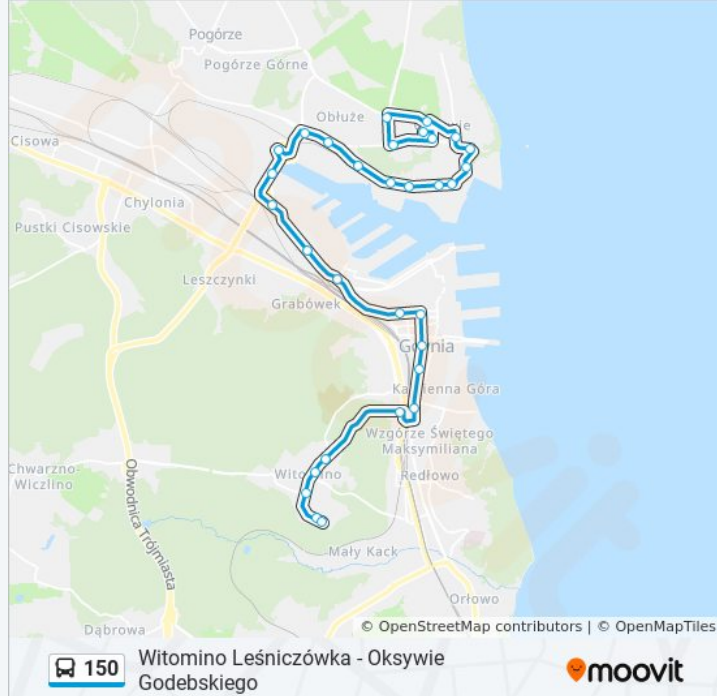 Pogórze
Pogórze Górne
Obłuże
Cisowa
Chylonia
Pustki Cisowskie
Leszczynki
Grabówek
Gdynia
Kamienna Góra
Wzgórze Świętego
Maksymiliana
Chwarzno-
Wiczlino
Witomino
Redłowo
Obwodnica Trójmiasta
Mały Kack
Orłowo
Dąbrowa
© OpenStreetMap contributors | © OpenMapTiles
150
Witomino Leśniczówka - Oksywie
Godebskiego
moovit